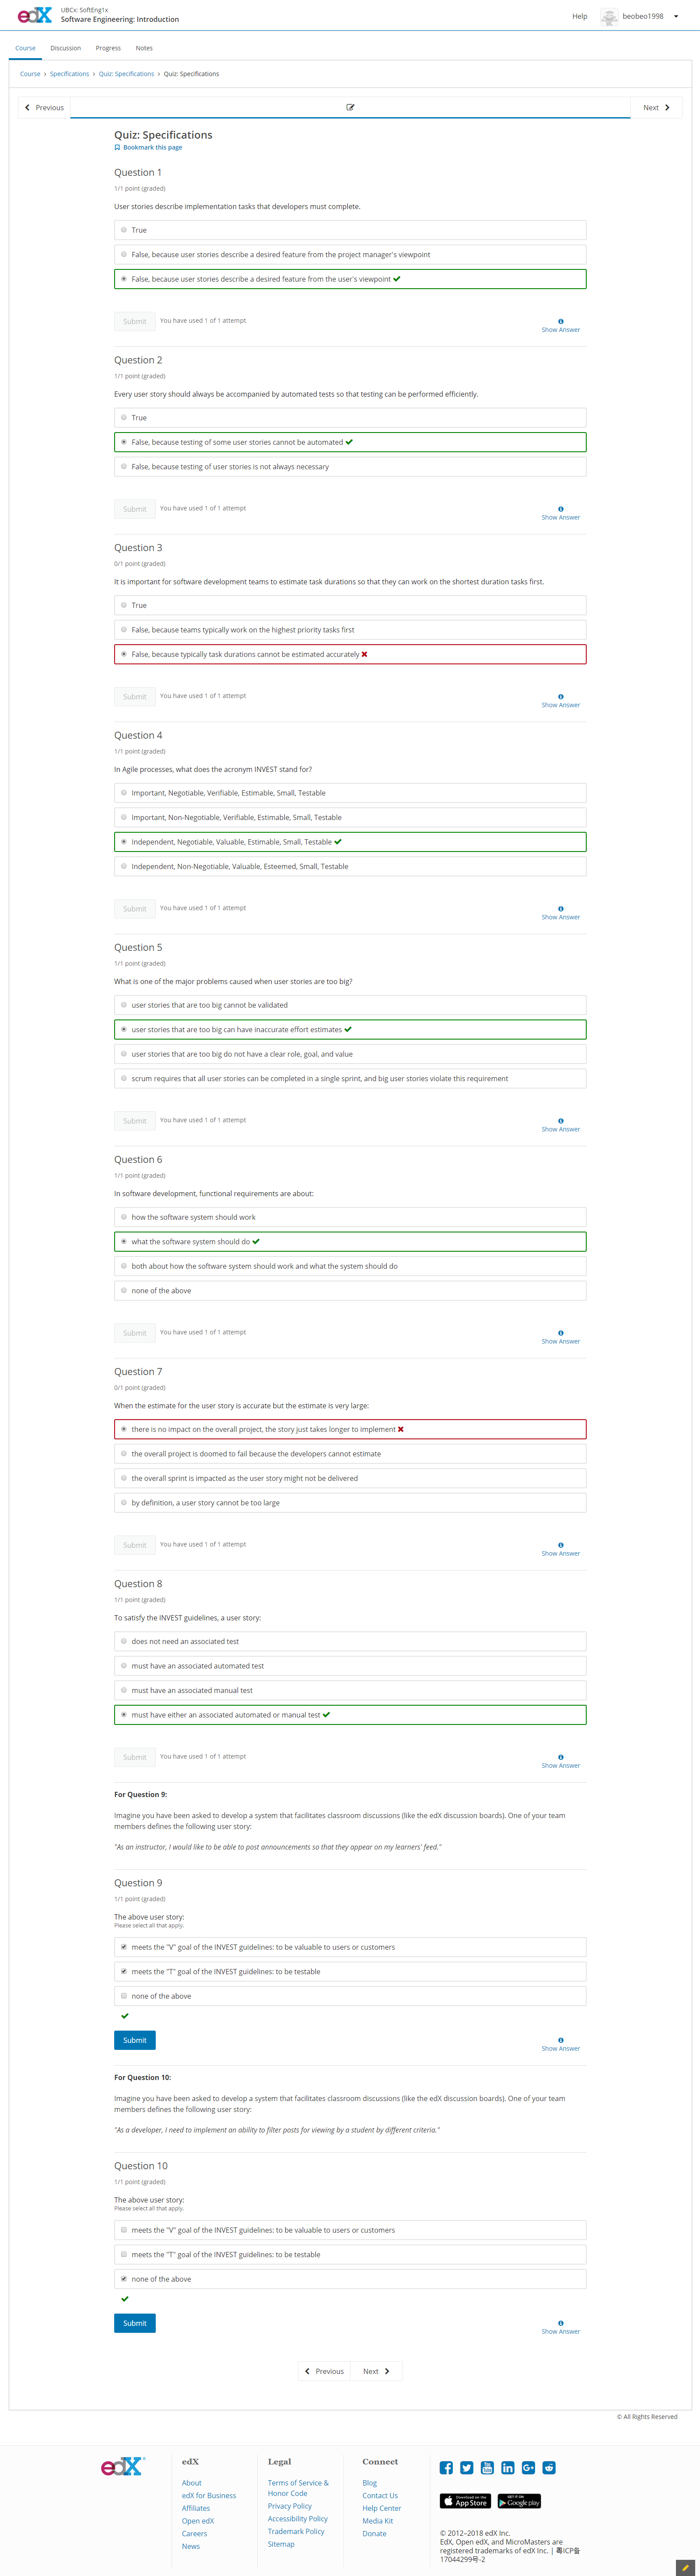 edX
UBCx: SoftEng1x
Software Engineering: Introduction
Help
beobeo1998
Course
Discussion
Progress
Notes
Course › Specifications › Quiz: Specifications › Quiz: Specifications
Previous
Next
Quiz: Specifications
Bookmark this page
Question 1
1/1 point (graded)
User stories describe implementation tasks that developers must complete.
True
False, because user stories describe a desired feature from the project manager's viewpoint
False, because user stories describe a desired feature from the user's viewpoint
Submit
You have used 1 of 1 attempt
Show Answer
Question 2
1/1 point (graded)
Every user story should always be accompanied by automated tests so that testing can be performed efficiently.
True
False, because testing of some user stories cannot be automated
False, because testing of user stories is not always necessary
Submit
You have used 1 of 1 attempt
Show Answer
Question 3
0/1 point (graded)
It is important for software development teams to estimate task durations so that they can work on the shortest duration tasks first.
True
False, because teams typically work on the highest priority tasks first
False, because typically task durations cannot be estimated accurately
Submit
You have used 1 of 1 attempt
Show Answer
Question 4
1/1 point (graded)
In Agile processes, what does the acronym INVEST stand for?
Important, Negotiable, Verifiable, Estimable, Small, Testable
Important, Non-Negotiable, Verifiable, Estimable, Small, Testable
Independent, Negotiable, Valuable, Estimable, Small, Testable
Independent, Non-Negotiable, Valuable, Esteemed, Small, Testable
Submit
You have used 1 of 1 attempt
Show Answer
Question 5
1/1 point (graded)
What is one of the major problems caused when user stories are too big?
user stories that are too big cannot be validated
user stories that are too big can have inaccurate effort estimates
user stories that are too big do not have a clear role, goal, and value
scrum requires that all user stories can be completed in a single sprint, and big user stories violate this requirement
Submit
You have used 1 of 1 attempt
Show Answer
Question 6
1/1 point (graded)
In software development, functional requirements are about:
how the software system should work
what the software system should do
both about how the software system should work and what the system should do
none of the above
Submit
You have used 1 of 1 attempt
Show Answer
Question 7
0/1 point (graded)
When the estimate for the user story is accurate but the estimate is very large:
there is no impact on the overall project, the story just takes longer to implement
the overall project is doomed to fail because the developers cannot estimate
the overall sprint is impacted as the user story might not be delivered
by definition, a user story cannot be too large
Submit
You have used 1 of 1 attempt
Show Answer
Question 8
1/1 point (graded)
To satisfy the INVEST guidelines, a user story:
does not need an associated test
must have an associated automated test
must have an associated manual test
must have either an associated automated or manual test
Submit
You have used 1 of 1 attempt
Show Answer
For Question 9:
Imagine you have been asked to develop a system that facilitates classroom discussions (like the edX discussion boards). One of your team
members defines the following user story:
"As an instructor, I would like to be able to post announcements so that they appear on my learners' feed."
Question 9
1/1 point (graded)
The above user story:
Please select all that apply.
meets the "V" goal of the INVEST guidelines: to be valuable to users or customers
meets the "T" goal of the INVEST guidelines: to be testable
none of the above
Submit
Show Answer
For Question 10:
Imagine you have been asked to develop a system that facilitates classroom discussions (like the edX discussion boards). One of your team
members defines the following user story:
"As a developer, I need to implement an ability to filter posts for viewing by a student by different criteria."
Question 10
1/1 point (graded)
The above user story:
Please select all that apply.
meets the "V" goal of the INVEST guidelines: to be valuable to users or customers
meets the "T" goal of the INVEST guidelines: to be testable
none of the above
Submit
Show Answer
Previous
Next
© All Rights Reserved
edX
edX
About
edX for Business
Affiliates
Open edX
Careers
News
Legal
Terms of Service &
Honor Code
Privacy Policy
Accessibility Policy
Trademark Policy
Sitemap
Connect
Blog
Contact Us
Help Center
Media Kit
Donate
Download on the
App Store
GET IT ON
Google play
© 2012–2018 edX Inc.
EdX, Open edX, and MicroMasters are
registered trademarks of edX Inc. | 粤ICP备
17044299号-2